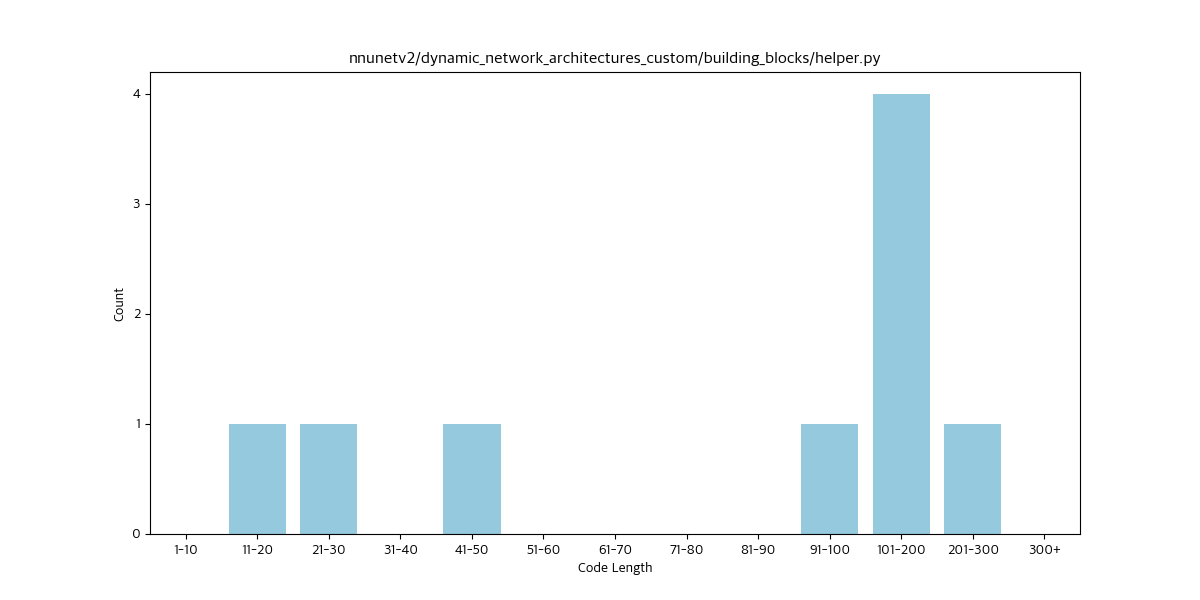 nnunetv2/dynamic_network_architectures_custom/building_blocks/helper.py
4
3
2
1
0
Count
1-10 11-20 21-30 31-40 41-50 51-60 61-70 71-80 81-90 91-100 101-200 201-300 300+
Code Length